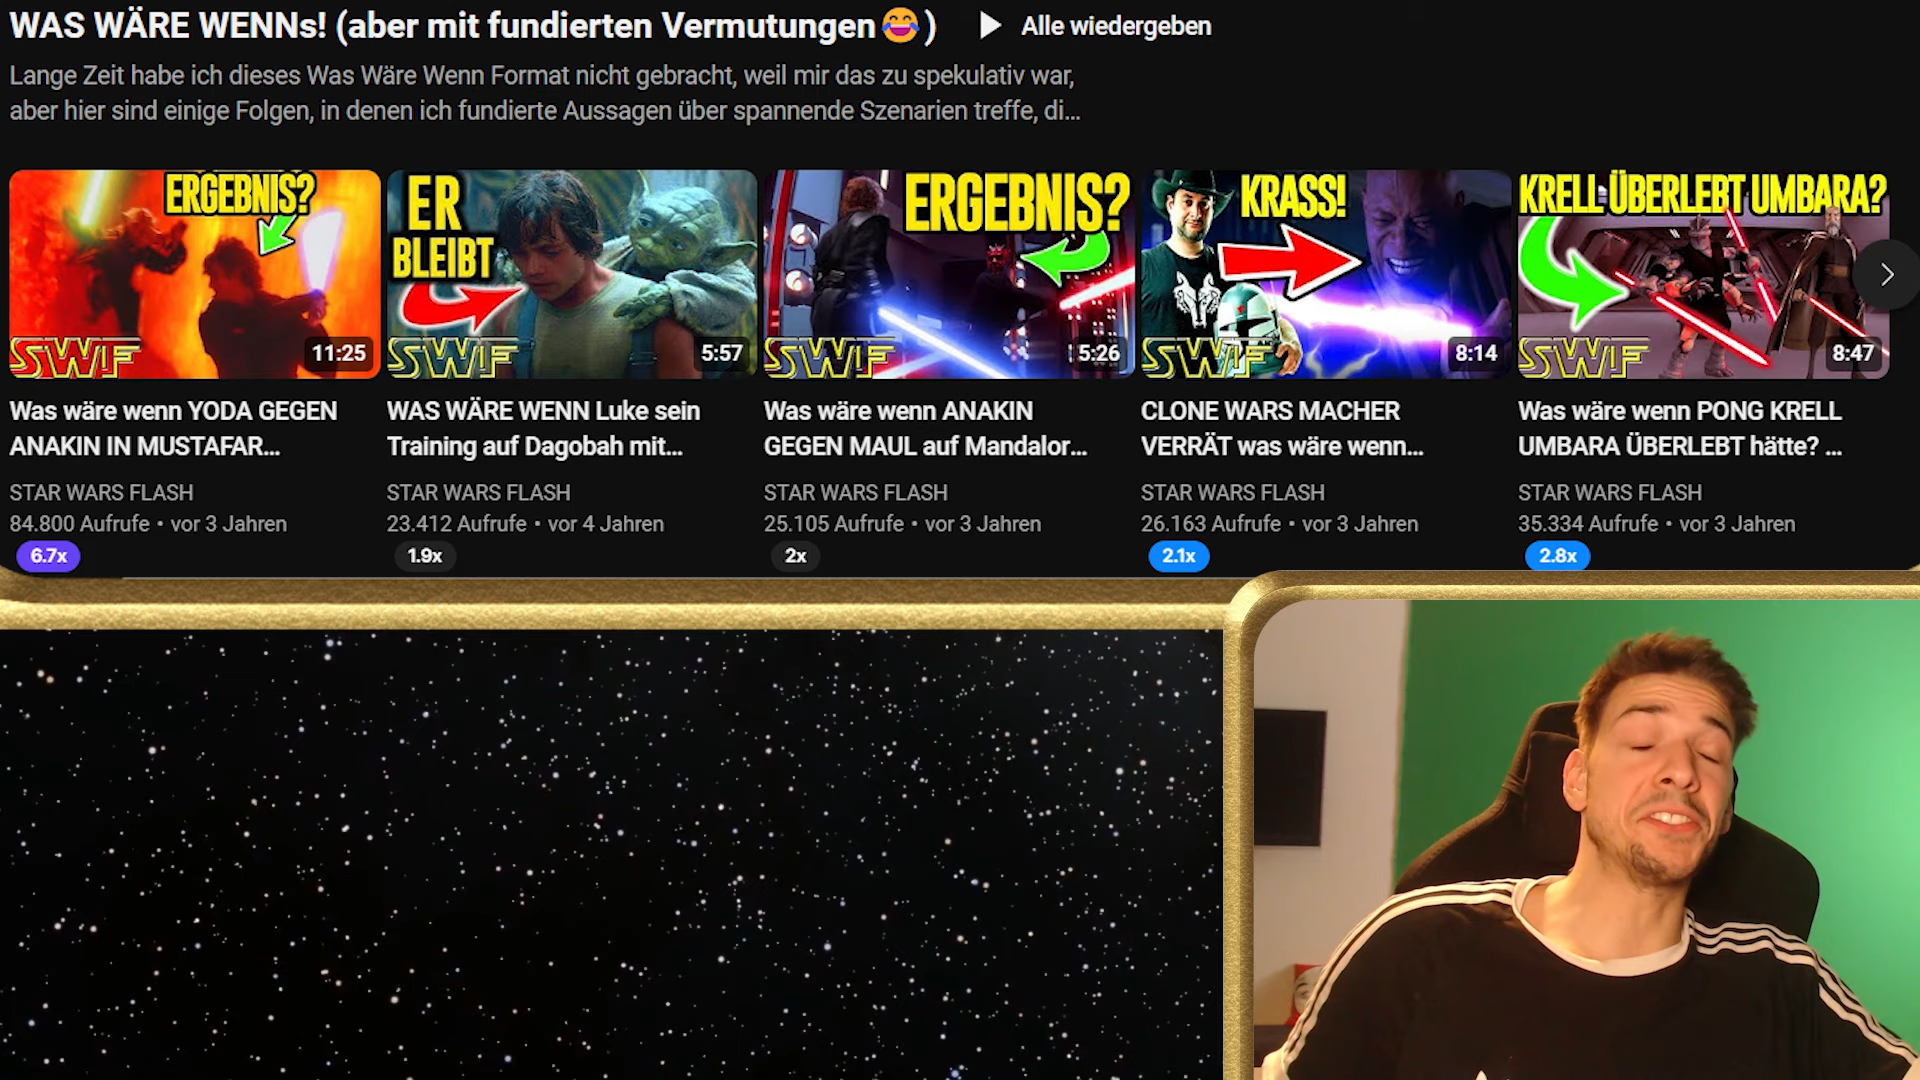 WAS WÄRE WENNs! (aber mit fundierten Vermutungen😂) Alle wiedergeben
Lange Zeit habe ich dieses Was Wäre Wenn Format nicht gebracht, weil mir das zu spekulativ war,
aber hier sind einige Folgen, in denen ich fundierte Aussagen über spannende Szenarien treffe, di...
ERGEBNIS?
SWF
11:25
ER
BLEIBT
SWF
5:57
ERGEBNIS?
SWF
5:26
KRASS!
SWF
8:14
KRELL ÜBERLEBT UMBARA?
SWF
8:47
Was wäre wenn YODA GEGEN
ANAKIN IN MUSTAFAR...
STAR WARS FLASH
84.800 Aufrufe • vor 3 Jahren
6.7x
WAS WÄRE WENN Luke sein
Training auf Dagobah mit...
STAR WARS FLASH
23.412 Aufrufe • vor 4 Jahren
1.9x
Was wäre wenn ANAKIN
GEGEN MAUL auf Mandalor...
STAR WARS FLASH
25.105 Aufrufe • vor 3 Jahren
2x
CLONE WARS MACHER
VERRÄT was wäre wenn...
STAR WARS FLASH
26.163 Aufrufe • vor 3 Jahren
2.1x
Was wäre wenn PONG KRELL
UMBARA ÜBERLEBT hätte? ...
STAR WARS FLASH
35.334 Aufrufe • vor 3 Jahren
2.8x